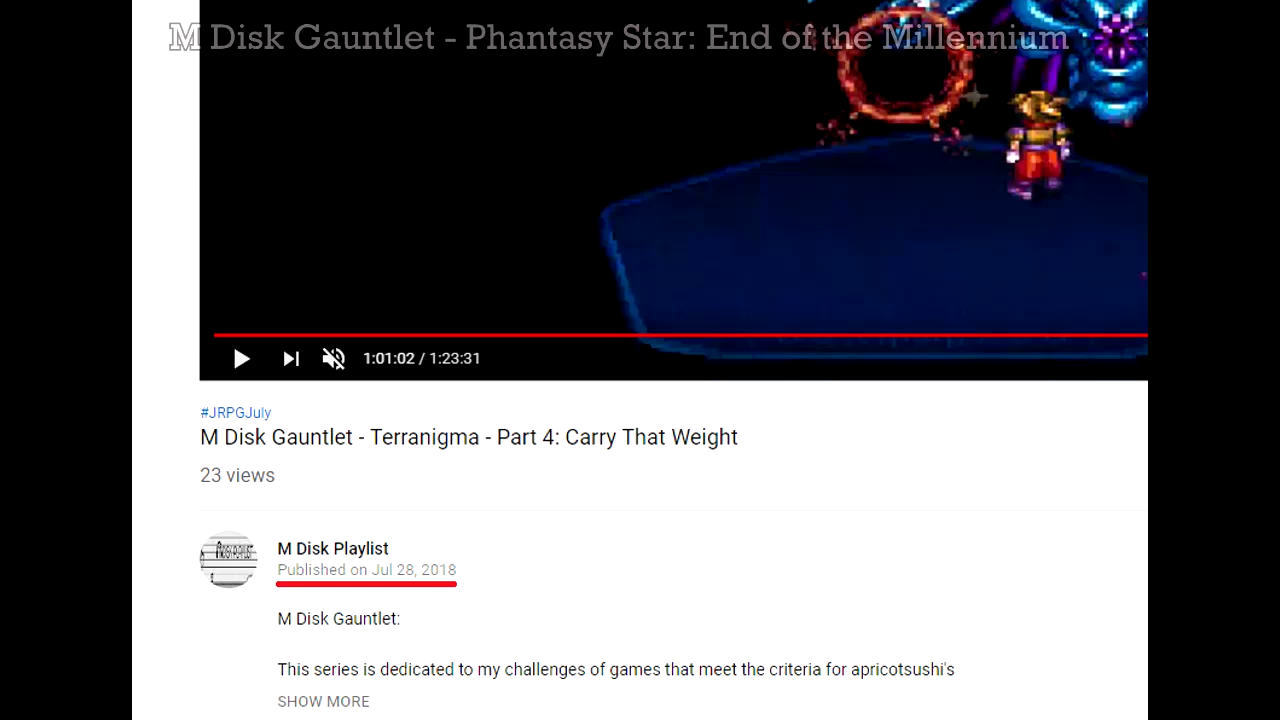 M Disk Gauntlet - Phantasy Star: End of the Millennium
1:01:02 / 1:23:31
#JRPGJuly
M Disk Gauntlet - Terranigma - Part 4: Carry That Weight
23 views
M Disk Playlist
Published on Jul 28, 2018
M Disk Gauntlet:
This series is dedicated to my challenges of games that meet the criteria for apricotsushi's
SHOW MORE